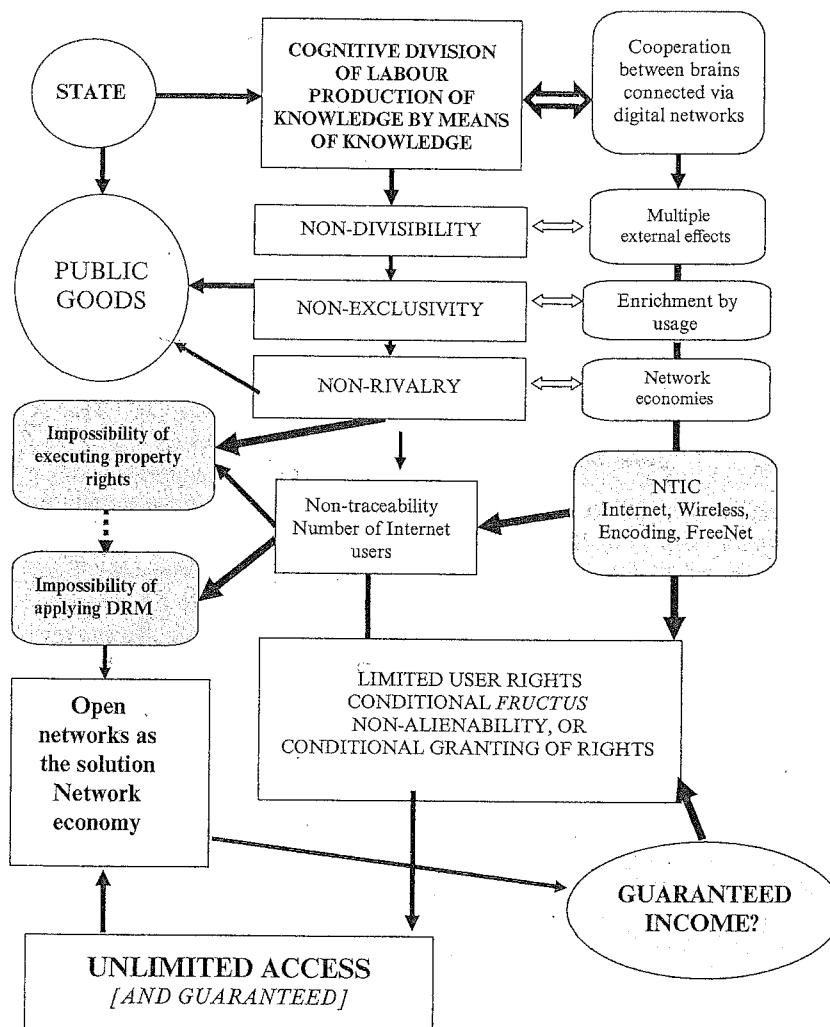 STATE
COGNITIVE DIVISION
OF LABOUR
PRODUCTION OF
KNOWLEDGE BY MEANS
OF KNOWLEDGE
Cooperation
between brains
connected via
digital networks
PUBLIC
GOODS
NON-DIVISIBILITY
Multiple
external effects
NON-EXCLUSIVITY
Enrichment by
usage
NON-RIVALRY
Network
economies
Impossibility of
executing property
rights
Non-traceability
Number of Internet
users
NTIC
Internet, Wireless,
Encoding, FreeNet
Impossibility of
applying DRM
LIMITED USER RIGHTS
CONDITIONAL FRUCTUS
NON-ALIENABILITY, OR
CONDITIONAL GRANTING OF RIGHTS
Open
networks as
the solution
Network
economy
GUARANTEED
INCOME?
UNLIMITED ACCESS
[AND GUARANTEED]